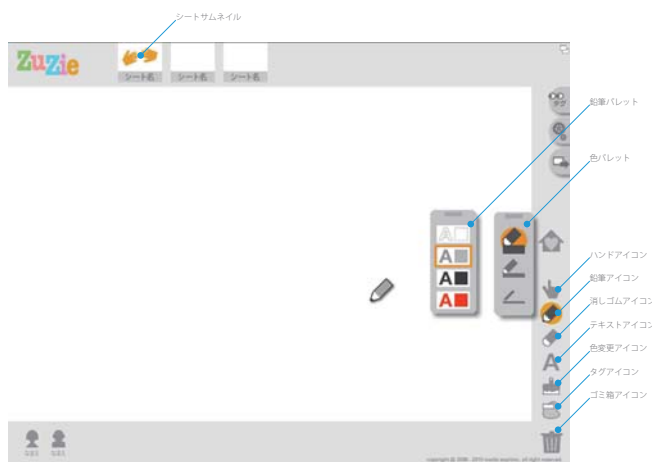 シートサムネイル
Zuzie
シート名 シート名 シート名
タグ
鉛筆パレット
色パレット
A
A
A
A
ハンドアイコン
鉛筆アイコン
消しゴムアイコン
テキストアイコン
A
色変更アイコン
タグアイコン
ゴミ箱アイコン